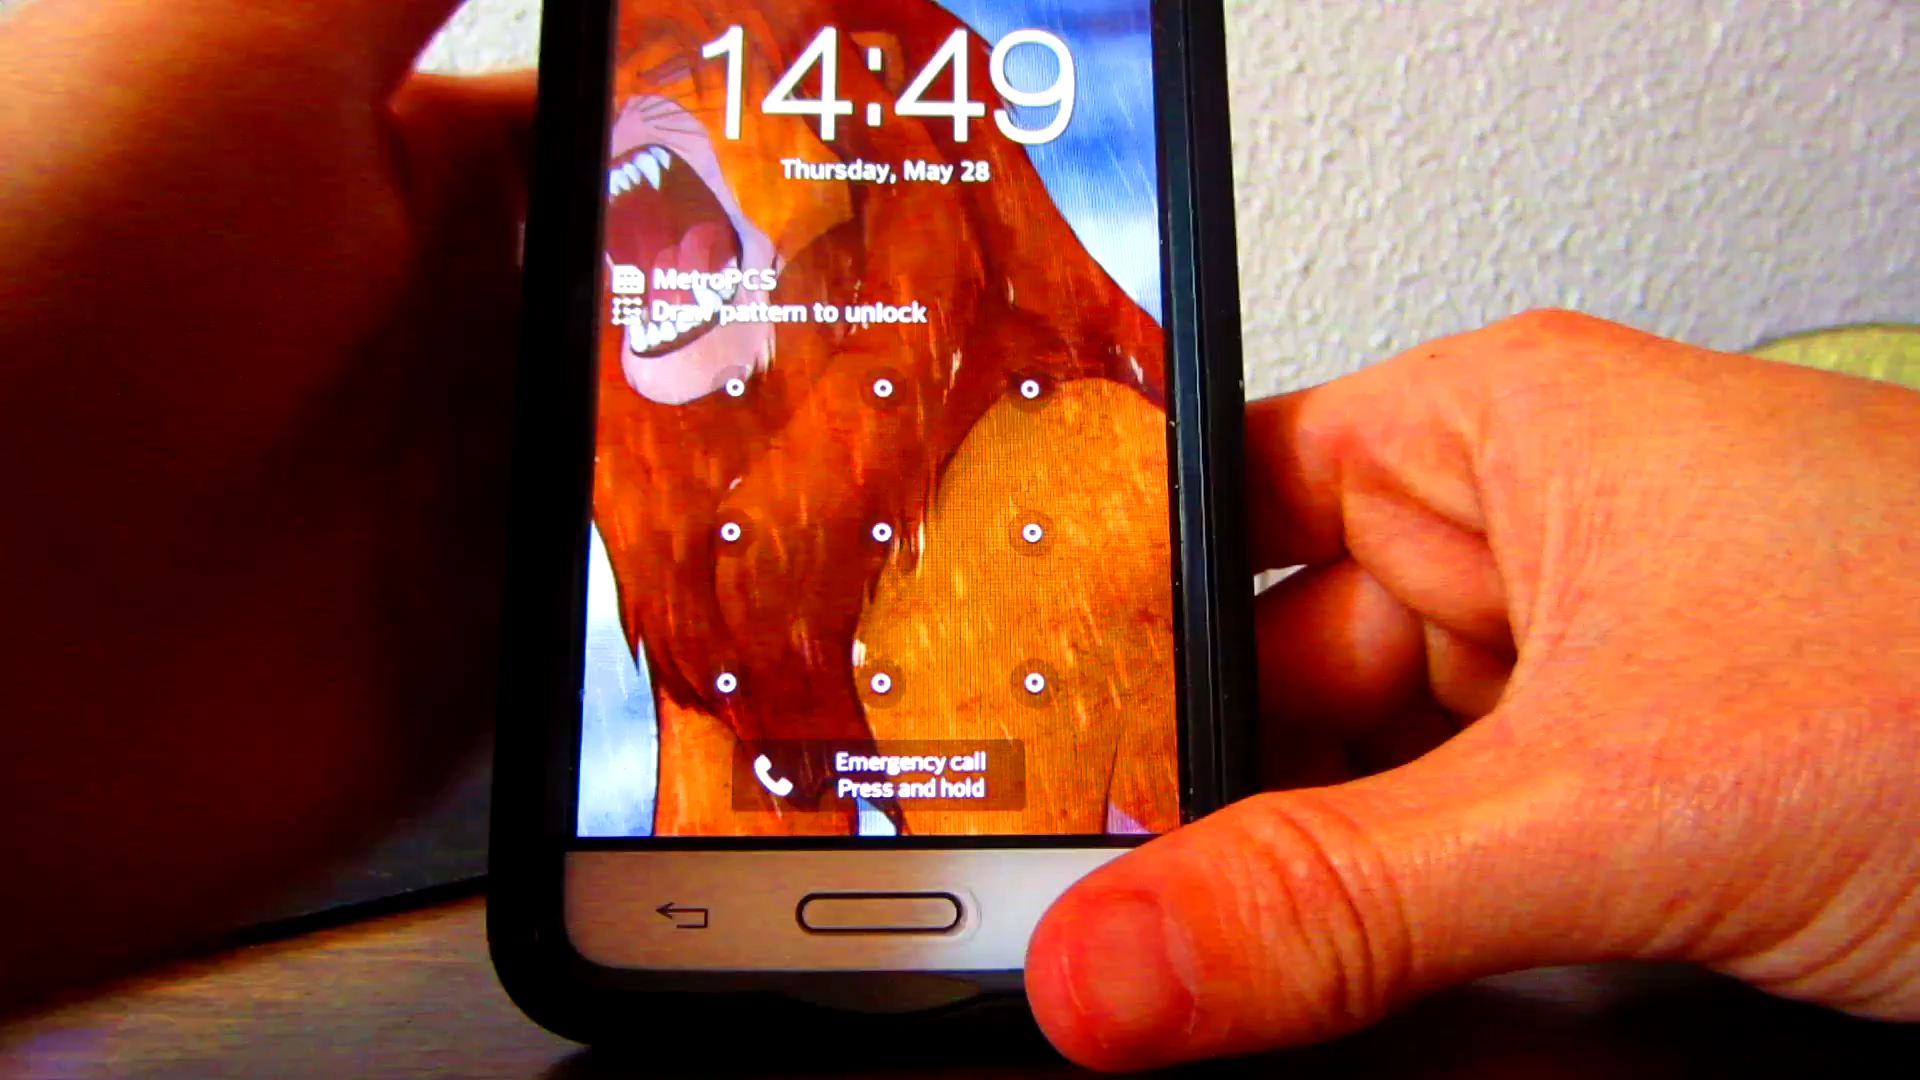 14:49
Thursday, May 28
MetroPCS
Draw pattern to unlock
Emergency call
Press and hold